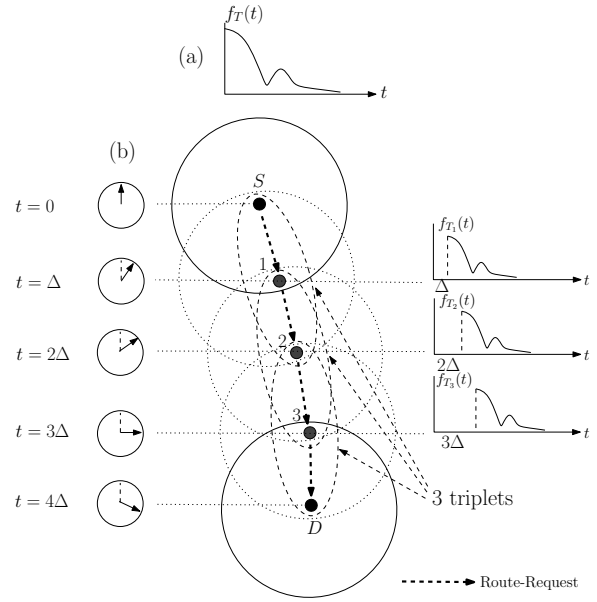 f_T(t)
(a)
t
(b)
S
t = 0
f_{T_1}(t)
1
t = Δ
t
Δ
f_{T_2}(t)
2
t = 2Δ
t
2Δ
f_{T_3}(t)
3
t = 3Δ
t
3Δ
t = 4Δ
3 triplets
D
Route-Request